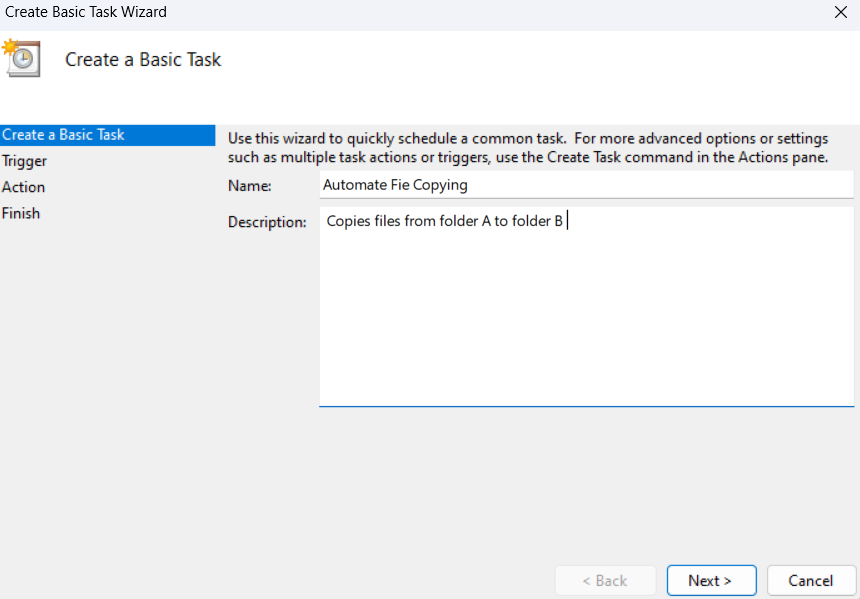 Create Basic Task Wizard
Create a Basic Task
Create a Basic Task
Trigger
Action
Finish
Use this wizard to quickly schedule a common task.  For more advanced options or settings
such as multiple task actions or triggers, use the Create Task command in the Actions pane.
Name: Automate Fie Copying
Description: Copies files from folder A to folder B
< Back Next > Cancel